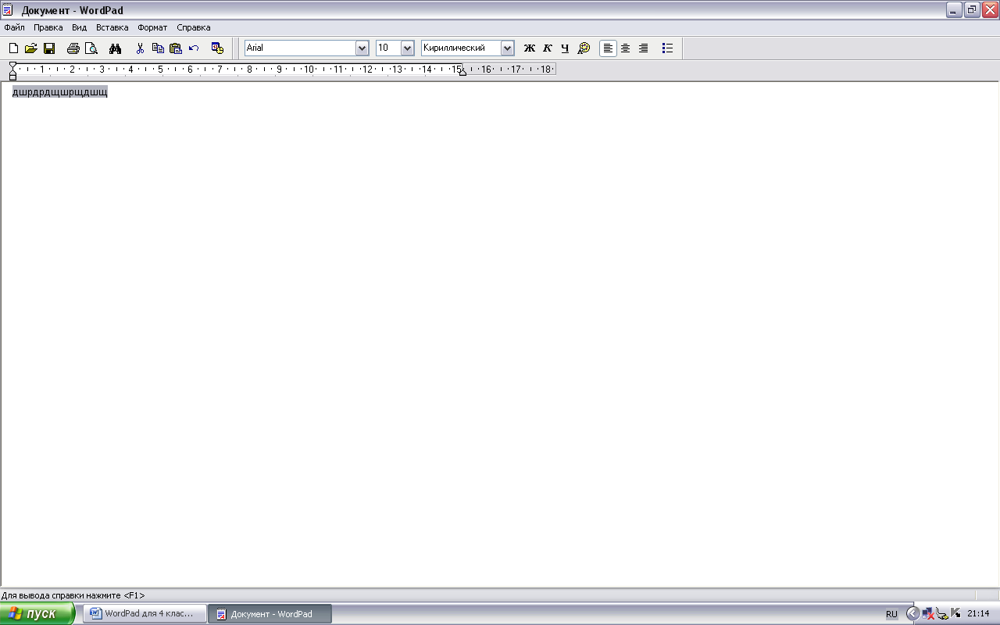 Документ - WordPad
Файл Правка Вид Вставка Формат Справка
Arial 10 Кириллический Ж К Ч
1 2 3 4 5 6 7 8 9 10 11 12 13 14 15 16 17 18
дшрдрдщшрщдшщ
Для вывода справки нажмите <F1>
пуск WordPad для 4 клас... Документ - WordPad RU 21:14